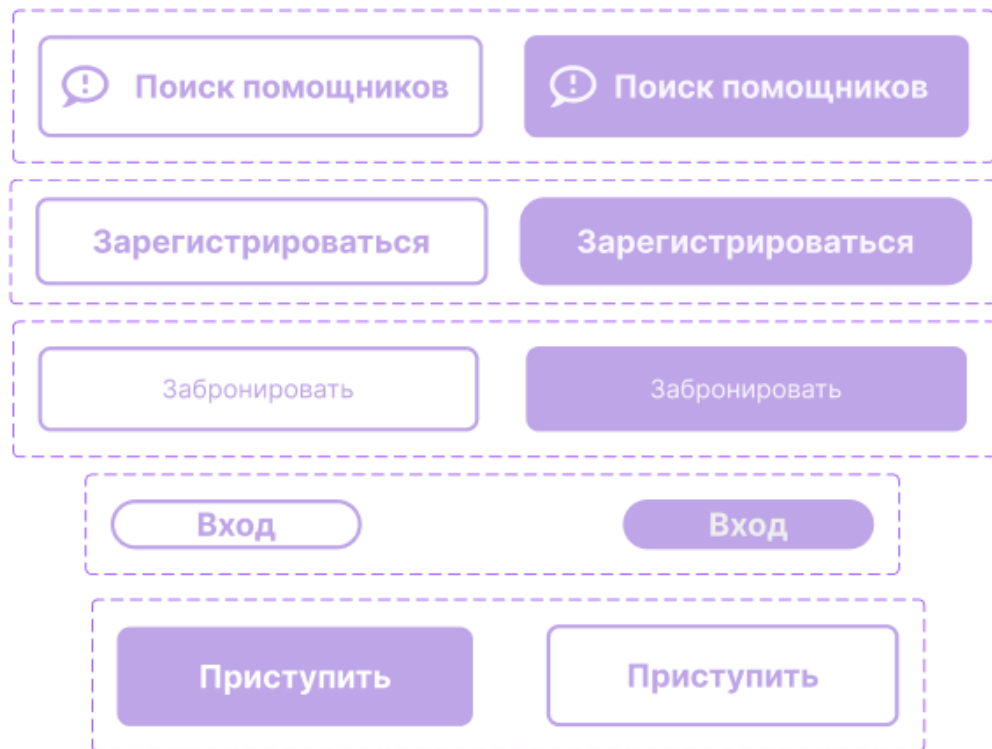 Поиск помощников
Поиск помощников
Зарегистрироваться
Зарегистрироваться
Забронировать
Забронировать
Вход
Вход
Приступить
Приступить